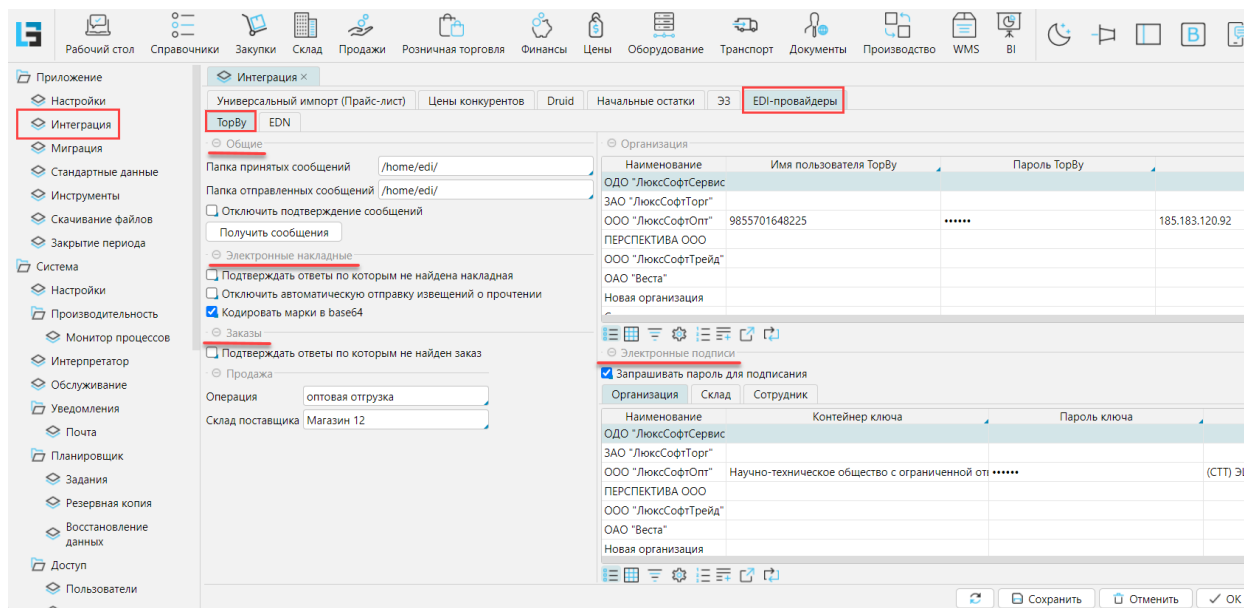 Рабочий стол Справочники Закупки Склад Продажи Розничная торговля Финансы Цены Оборудование Транспорт Документы Производство WMS BI
Приложение
Настройки
Интеграция
Миграция
Стандартные данные
Инструменты
Скачивание файлов
Закрытие периода
Система
Настройки
Производительность
Монитор процессов
Интерпретатор
Обслуживание
Уведомления
Почта
Планировщик
Задания
Резервная копия
Восстановление
данных
Доступ
Пользователи
Интеграция ×
Универсальный импорт (Прайс-лист) Цены конкурентов Druid Начальные остатки ЭЗ EDI-провайдеры
TopBy EDN
Общие
Папка принятых сообщений /home/edi/
Папка отправленных сообщений /home/edi/
Отключить подтверждение сообщений
Получить сообщения
Электронные накладные
Подтверждать ответы по которым не найдена накладная
Отключить автоматическую отправку извещений о прочтении
Кодировать марки в base64
Заказы
Подтверждать ответы по которым не найден заказ
Продажа
Операция оптовая отгрузка
Склад поставщика Магазин 12
Организация
Наименование Имя пользователя TopBy Пароль TopBy
ОДО "ЛюксСофтСервис
ЗАО "ЛюксСофтТорг"
ООО "ЛюксСофтОпт" 9855701648225 •••••• 185.183.120.92
ПЕРСПЕКТИВА ООО
ООО "ЛюксСофтТрейд"
ОАО "Веста"
Новая организация
Электронные подписи
Запрашивать пароль для подписания
Организация Склад Сотрудник
Наименование Контейнер ключа Пароль ключа
ОДО "ЛюксСофтСервис
ЗАО "ЛюксСофтТорг"
ООО "ЛюксСофтОпт" Научно-техническое общество с ограниченной от •••••• (СТТ)
ПЕРСПЕКТИВА ООО
ООО "ЛюксСофтТрейд"
ОАО "Веста"
Новая организация
Сохранить Отменить OK